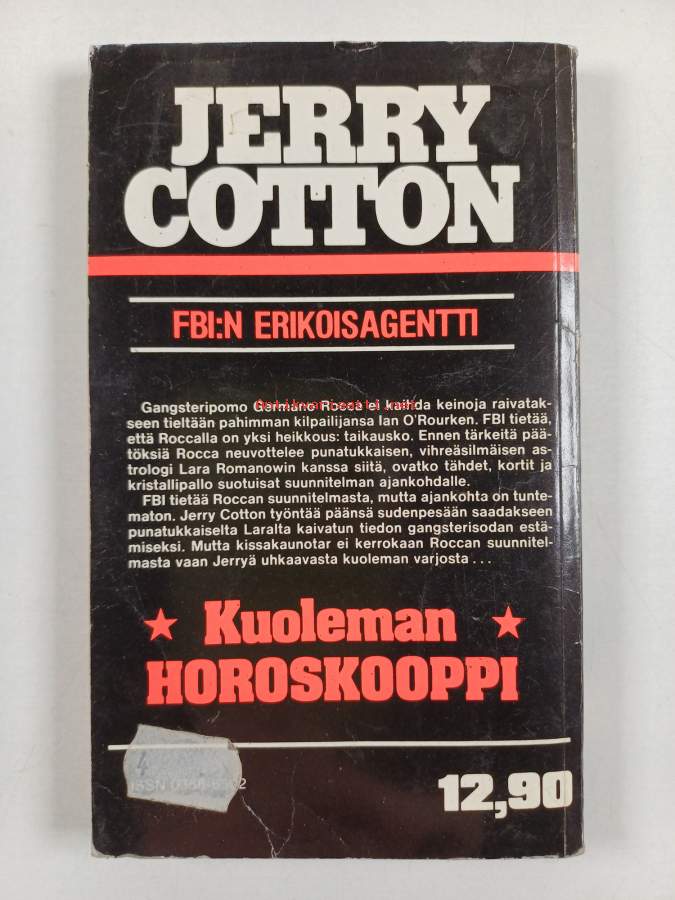 JERRY
COTTON
FBI:N ERIKOISAGENTTI
Gangsteripomo Germano Rocca ei kaihda keinoja raivatak-
seen tieltään pahimman kilpailijansa Ian O'Rourken. FBI tietää,
että Roccalla on yksi heikkous: taikausko. Ennen tärkeitä pää-
töksiä Rocca neuvottelee punatukkaisen, vihreäsilmäisen as-
trologi Lara Romanowin kanssa siitä, ovatko tähdet, kortit ja
kristallipallo suotuisat suunnitelman ajankohdalle.
FBI tietää Roccan suunnitelmasta, mutta ajankohta on tunte-
maton. Jerry Cotton työntää päänsä sudenpesään saadakseen
punatukkaiselta Laralta kaivatun tiedon gangsterisodan estä-
miseksi. Mutta kissakaunotar ei kerrokaan Roccan suunnitel-
masta vaan Jerryä uhkaavasta kuoleman varjosta ...
★ Kuoleman ★
HOROSKOOPPI
4
ISSN
12,90